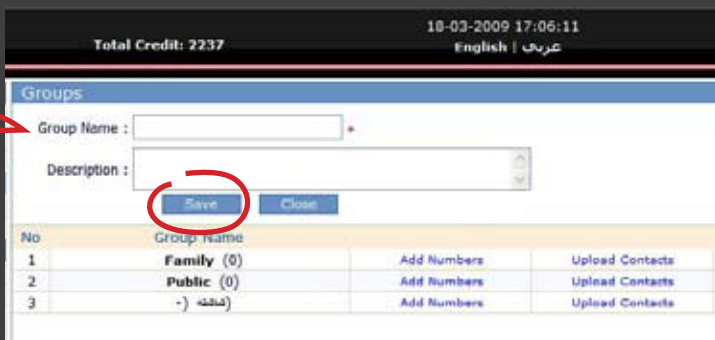 18-03-2009 17:06:11
Total Credit: 2237
English | عربي
Groups
Group Name : *
Description :
Save Close
No Group Name
1 Family (0) Add Numbers Upload Contacts
2 Public (0) Add Numbers Upload Contacts
3 Add Numbers Upload Contacts